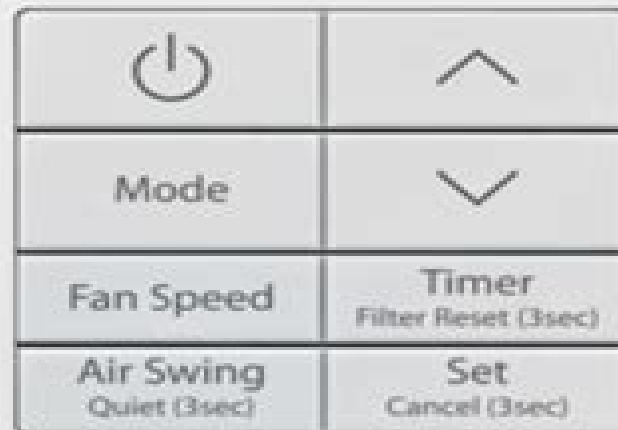 Mode
Fan Speed
Timer
Filter Reset (3sec)
Air Swing
Quiet (3sec)
Set
Cancel (3sec)